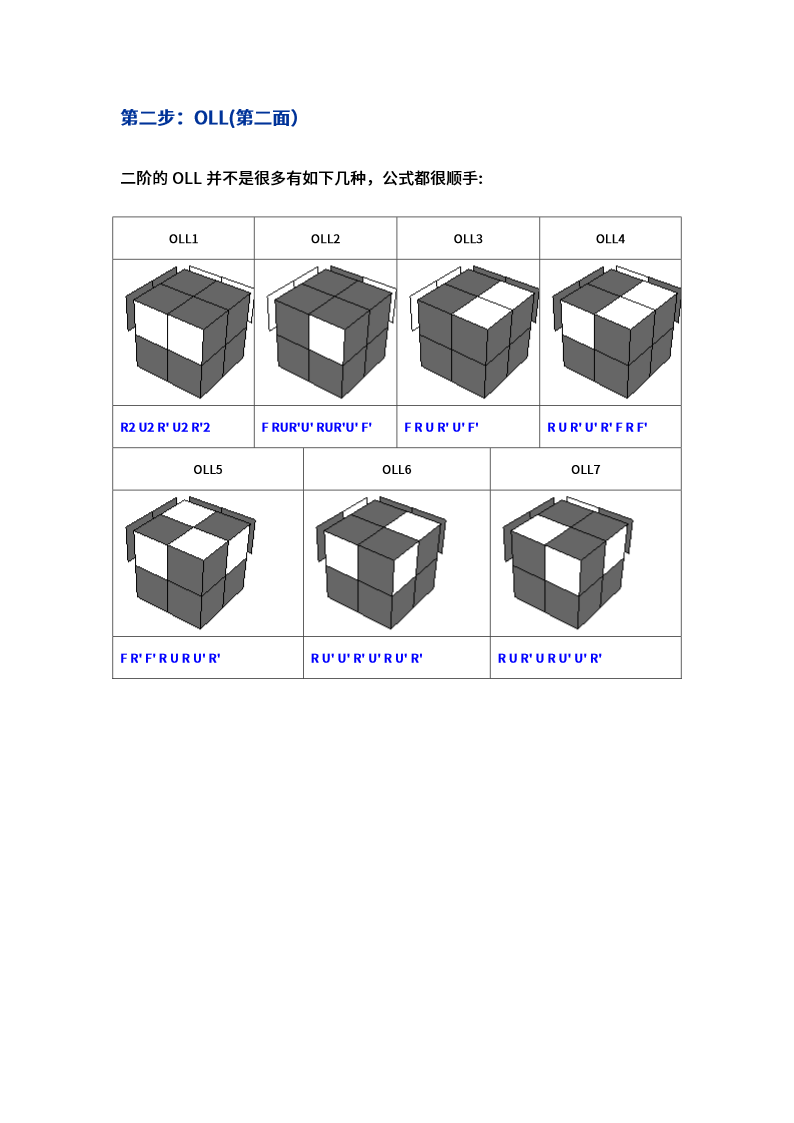 第二步：OLL(第二面）
二阶的 OLL 并不是很多有如下几种，公式都很顺手:
OLL1 OLL2 OLL3 OLL4
R2 U2 R' U2 R'2 F RUR'U' RUR'U' F' F R U R' U' F' R U R' U' R' F R F'
OLL5 OLL6 OLL7
F R' F' R U R U' R' R U' U' R' U' R U' R' R U R' U R U' U' R'